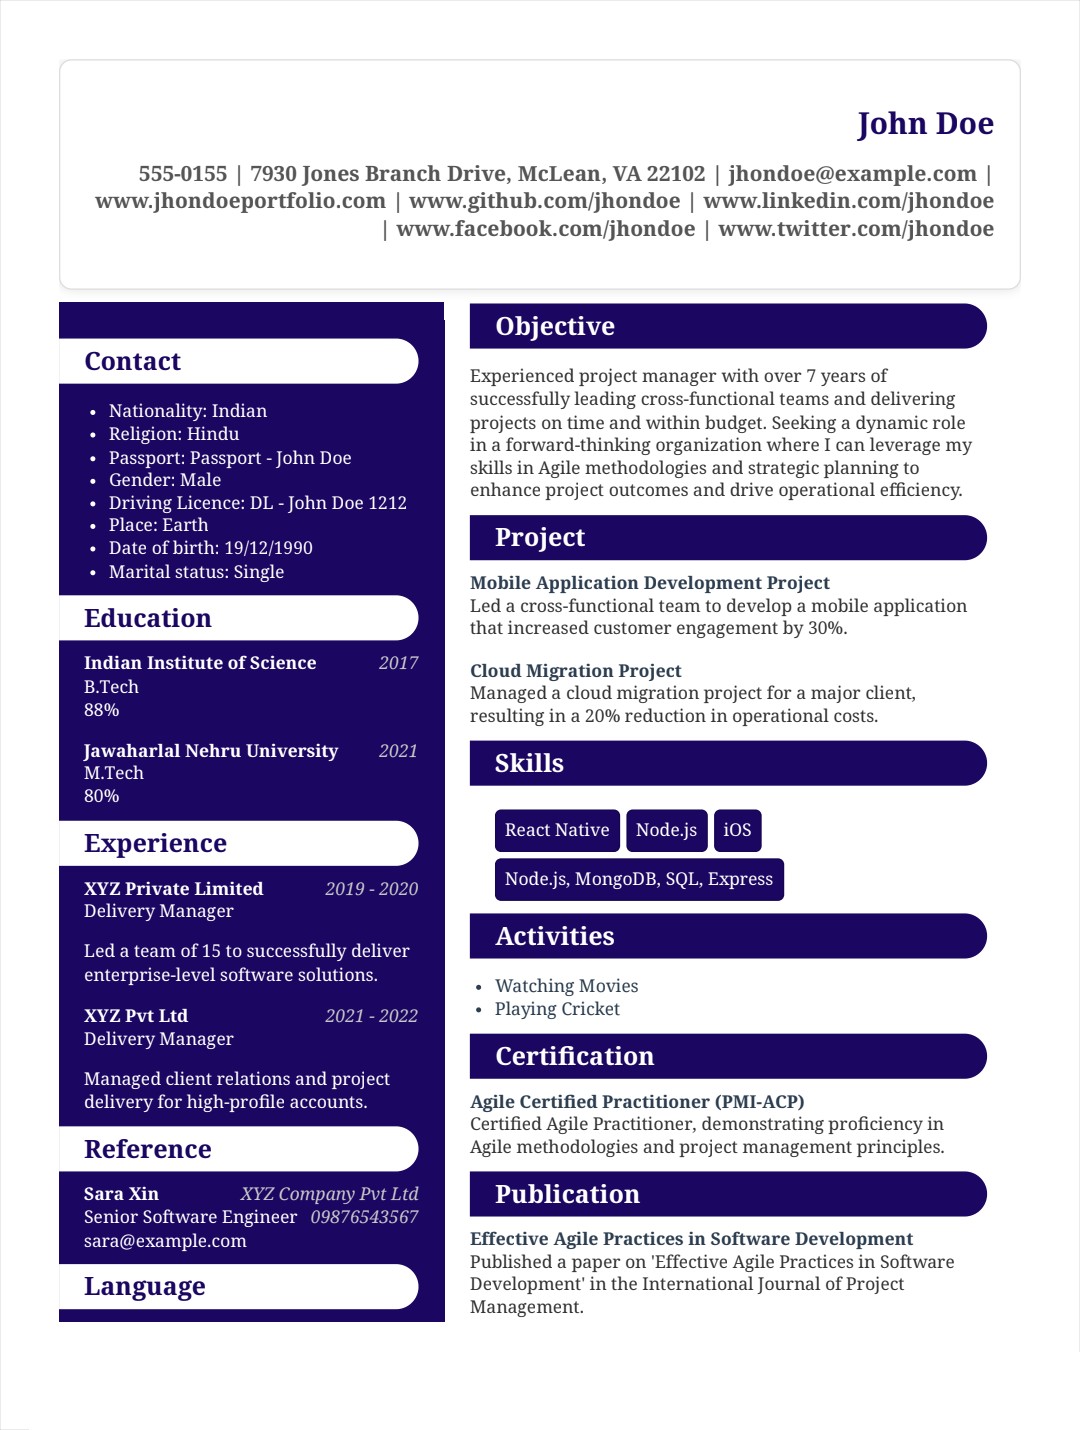 John Doe
555-0155 | 7930 Jones Branch Drive, McLean, VA 22102 | jhondoe@example.com |
www.jhondoeportfolio.com | www.github.com/jhondoe | www.linkedin.com/jhondoe
| www.facebook.com/jhondoe | www.twitter.com/jhondoe
Contact
• Nationality: Indian
• Religion: Hindu
• Passport: Passport - John Doe
• Gender: Male
• Driving Licence: DL - John Doe 1212
• Place: Earth
• Date of birth: 19/12/1990
• Marital status: Single
Education
Indian Institute of Science 2017
B.Tech
88%
Jawaharlal Nehru University 2021
M.Tech
80%
Experience
XYZ Private Limited 2019 - 2020
Delivery Manager
Led a team of 15 to successfully deliver
enterprise-level software solutions.
XYZ Pvt Ltd 2021 - 2022
Delivery Manager
Managed client relations and project
delivery for high-profile accounts.
Reference
Sara Xin XYZ Company Pvt Ltd
Senior Software Engineer 09876543567
sara@example.com
Language
Objective
Experienced project manager with over 7 years of
successfully leading cross-functional teams and delivering
projects on time and within budget. Seeking a dynamic role
in a forward-thinking organization where I can leverage my
skills in Agile methodologies and strategic planning to
enhance project outcomes and drive operational efficiency.
Project
Mobile Application Development Project
Led a cross-functional team to develop a mobile application
that increased customer engagement by 30%.
Cloud Migration Project
Managed a cloud migration project for a major client,
resulting in a 20% reduction in operational costs.
Skills
React Native Node.js iOS
Node.js, MongoDB, SQL, Express
Activities
• Watching Movies
• Playing Cricket
Certification
Agile Certified Practitioner (PMI-ACP)
Certified Agile Practitioner, demonstrating proficiency in
Agile methodologies and project management principles.
Publication
Effective Agile Practices in Software Development
Published a paper on 'Effective Agile Practices in Software
Development' in the International Journal of Project
Management.